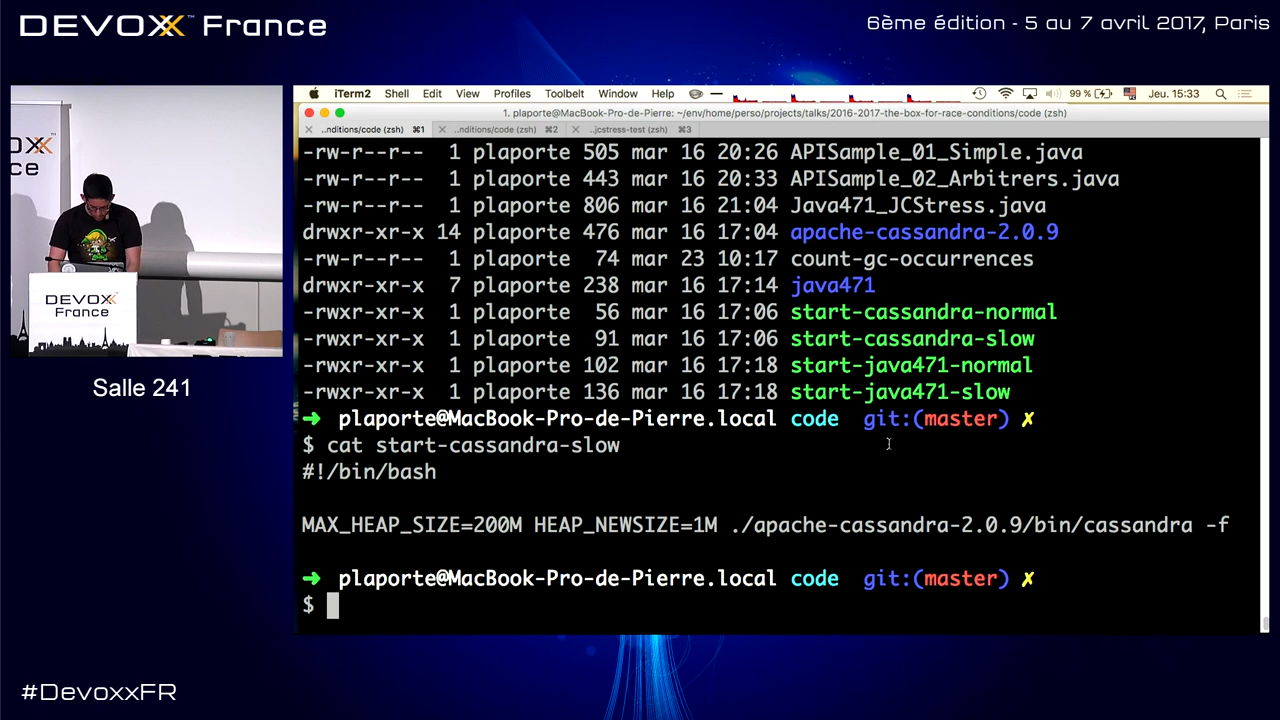 DEVOXX™ France
6ème édition - 5 au 7 avril 2017, Paris
iTerm2 Shell Edit View Profiles Toolbelt Window Help 99 % Jeu. 15:33
1. plaporte@MacBook-Pro-de-Pierre: ~/env/home/perso/projects/talks/2016-2017-the-box-for-race-conditions/code (zsh)
✕ ..nditions/code (zsh) ⌘1 ✕ ..nditions/code (zsh) ⌘2 ✕ ..jcstress-test (zsh) ⌘3
-rw-r--r-- 1 plaporte 505 mar 16 20:26 APISample_01_Simple.java
-rw-r--r-- 1 plaporte 443 mar 16 20:33 APISample_02_Arbitrers.java
-rw-r--r-- 1 plaporte 806 mar 16 21:04 Java471_JCStress.java
drwxr-xr-x 14 plaporte 476 mar 16 17:04 apache-cassandra-2.0.9
-rw-r--r-- 1 plaporte 74 mar 23 10:17 count-gc-occurrences
drwxr-xr-x 7 plaporte 238 mar 16 17:14 java471
-rwxr-xr-x 1 plaporte 56 mar 16 17:06 start-cassandra-normal
-rwxr-xr-x 1 plaporte 91 mar 16 17:06 start-cassandra-slow
-rwxr-xr-x 1 plaporte 102 mar 16 17:18 start-java471-normal
-rwxr-xr-x 1 plaporte 136 mar 16 17:18 start-java471-slow
➜ plaporte@MacBook-Pro-de-Pierre.local code git:(master) ✗
$ cat start-cassandra-slow
#!/bin/bash
MAX_HEAP_SIZE=200M HEAP_NEWSIZE=1M ./apache-cassandra-2.0.9/bin/cassandra -f
➜ plaporte@MacBook-Pro-de-Pierre.local code git:(master) ✗
$
OXX
ce
DEVOXX
France
Salle 241
#DevoxxFR